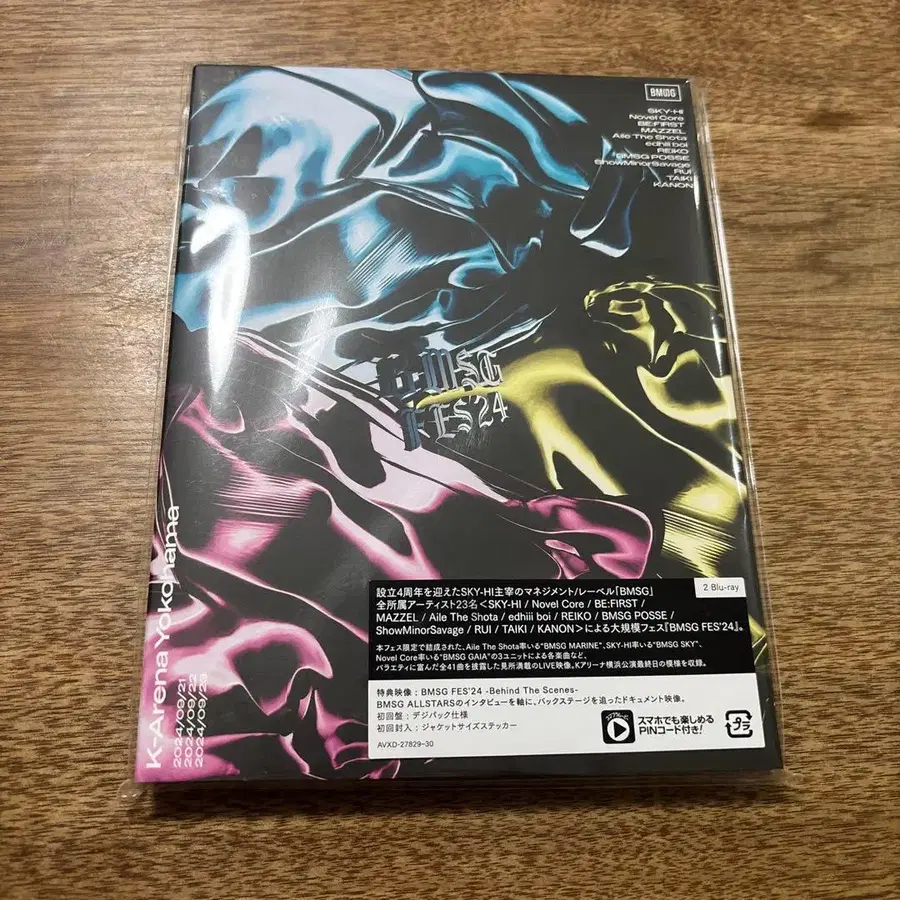 BMSG
SKY-HI
Novel Core
BE:FIRST
MAZZEL
Aile The Shota
edhiii boi
REIKO
BMSG POSSE
ShowMinorSavage
RUI
TAIKI
KANON
BMSG
FES'24
K-Arena Yokohama
2024/09/21
2024/09/22
2024/09/23
設立4周年を迎えたSKY-HI主宰のマネジメント/レーベル「BMSG」
全所属アーティスト23名<SKY-HI / Novel Core / BE:FIRST /
MAZZEL / Aile The Shota / edhiii boi / REIKO / BMSG POSSE /
ShowMinorSavage / RUI / TAIKI / KANON>による大規模フェス『BMSG FES'24』。
本フェス限定で結成された、Aile The Shota率いる"BMSG MARINE"、SKY-HI率いる"BMSG SKY"、
Novel Core率いる"BMSG GAIA"の3ユニットによる各楽曲など、
バラエティに富んだ全41曲を披露した見所満載のLIVE映像。Kアリーナ横浜公演最終日の模様を収録。
2 Blu-ray
特典映像：BMSG FES'24 -Behind The Scenes-
BMSG ALLSTARSのインタビューを軸に、バックステージを追ったドキュメント映像。
初回盤：デジパック仕様
初回封入：ジャケットサイズステッカー
AVXD-27829~30
スマホでも楽しめる
PINコード付き!
プラ